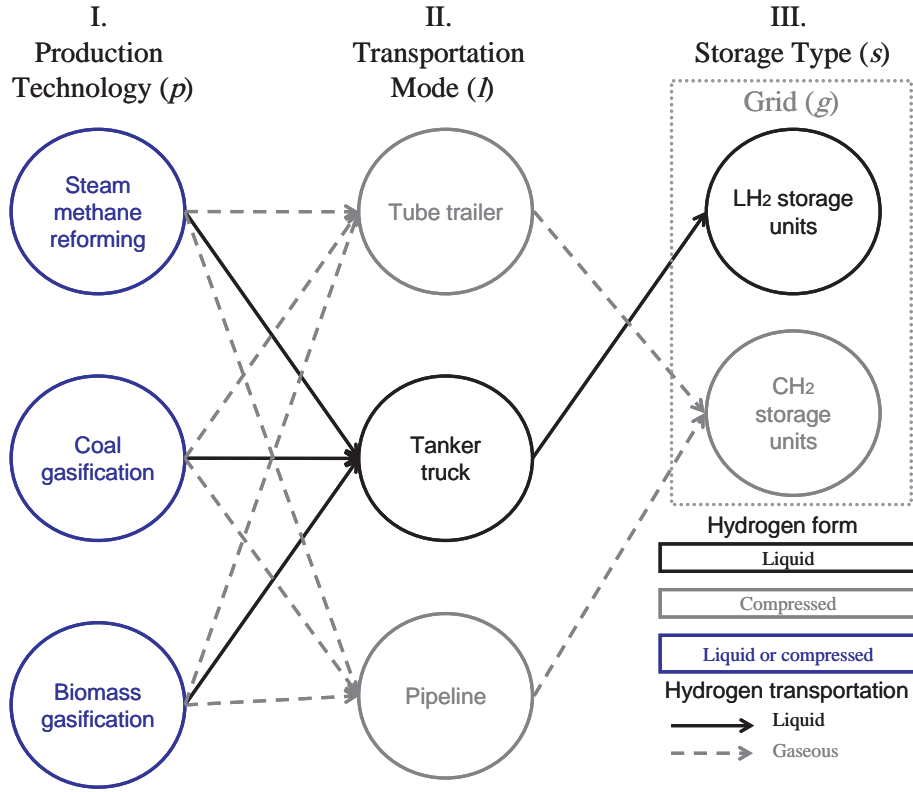 I.
Production
Technology (p)
II.
Transportation
Mode (l)
III.
Storage Type (s)
Grid (g)
Steam
methane
reforming
Tube trailer
LH2 storage
units
CH2
storage
units
Coal
gasification
Tanker
truck
Biomass
gasification
Pipeline
Hydrogen form
Liquid
Compressed
Liquid or compressed
Hydrogen transportation
Liquid
Gaseous